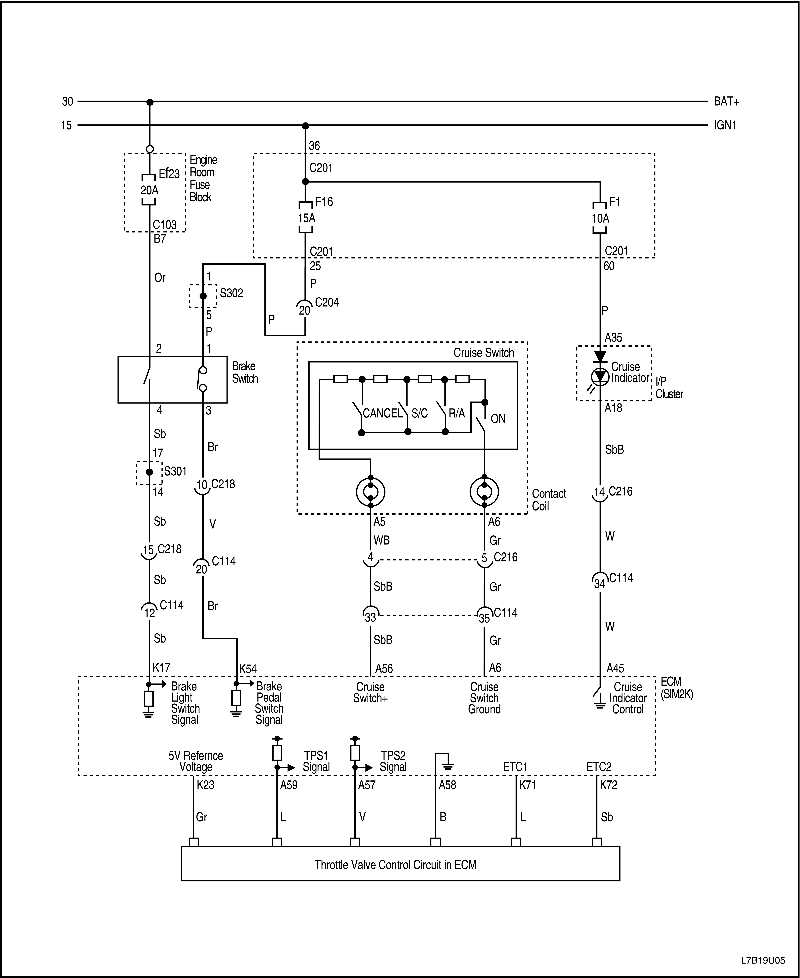 30 BAT+
15 IGN1
36
C201
Engine
Room
Fuse
Block
Ef23
20A
C103
B7
F16
15A
F1
10A
C201
25
C201
60
Or
1
S302
5
P
P
P
20 C204
P
2
1
Brake
Switch
4
3
Cruise Switch
CANCEL
S/C
R/A
ON
Contact
Coil
A35
Cruise
Indicator
I/P
Cluster
A18
Sb
17
S301
14
Br
10 C218
SbB
14 C216
A5
A6
Sb
V
WB
Gr
W
15 C218
20 C114
4
5 C216
34 C114
Sb
Br
SbB
Gr
W
12 C114
33
35 C114
Sb
SbB
Gr
K17
K54
A56
A6
A45
Brake
Light
Switch
Signal
Brake
Pedal
Switch
Signal
Cruise
Switch+
Cruise
Switch
Ground
Cruise
Indicator
Control
ECM
(SIM2K)
5V Refernce
Voltage
TPS1
Signal
TPS2
Signal
ETC1
ETC2
K23
A59
A57
A58
K71
K72
Gr
L
V
B
L
Sb
Throttle Valve Control Circuit in ECM
L7B19U05